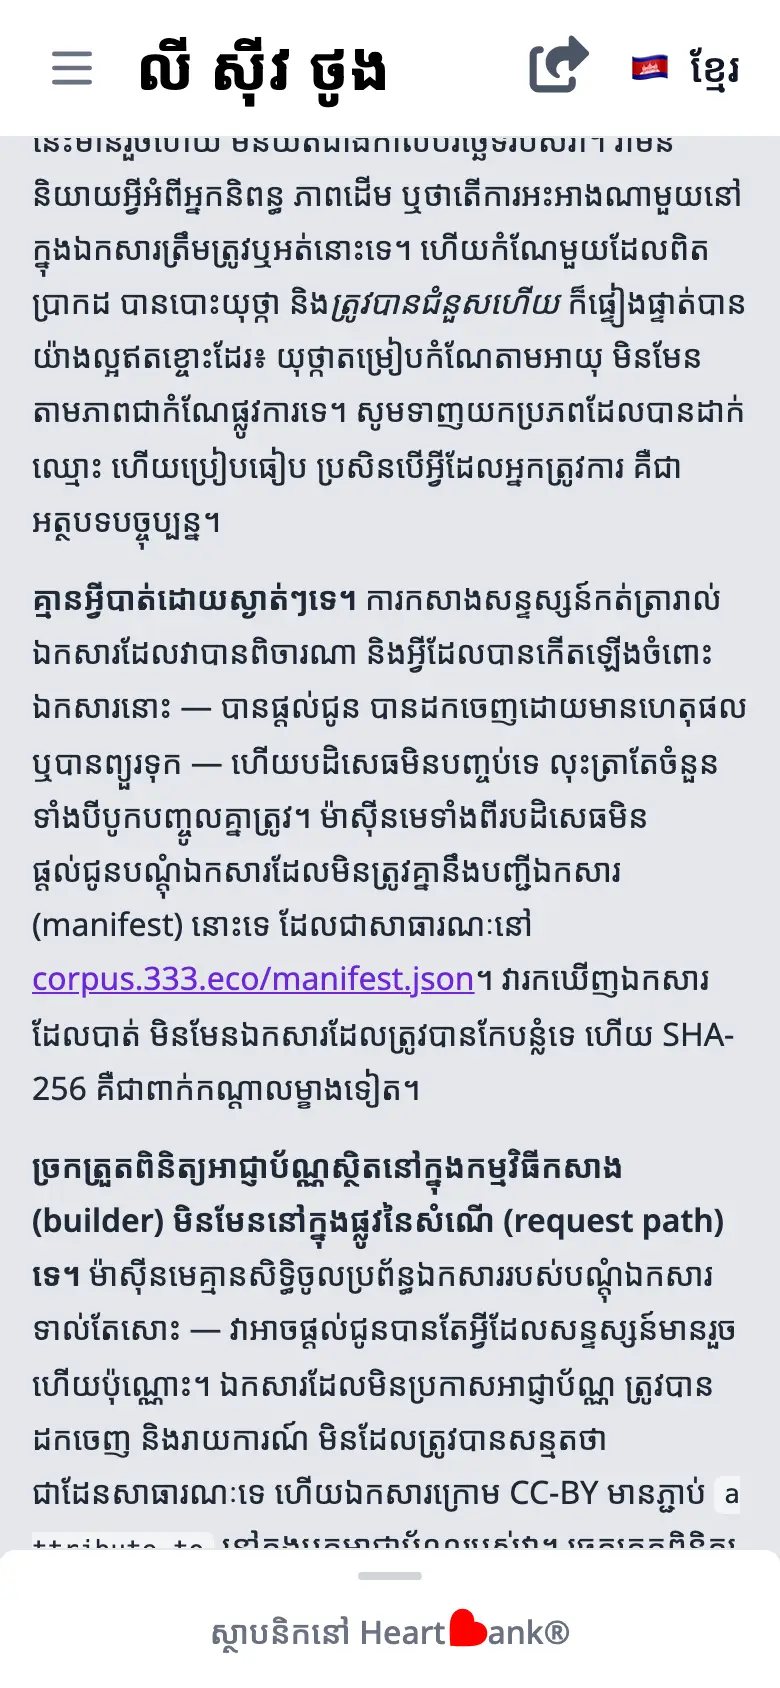 លី ស៊ីវ ថូង
ខ្មែរ
និយាយអ្វីអំពីអ្នកនិពន្ធ ភាពដើម ឬថាតើការអះអាងណាមួយនៅ
ក្នុងឯកសារត្រឹមត្រូវឬអត់នោះទេ។ ហើយកំណែមួយដែលពិត
ប្រាកដ បានបោះយុថ្កា និងត្រូវបានជំនួសហើយ ក៏ផ្ទៀងផ្ទាត់បាន
យ៉ាងល្អឥតខ្ចោះដែរ៖ យុថ្កាតម្រៀបកំណែតាមអាយុ មិនមែន
តាមភាពជាកំណែផ្លូវការទេ។ សូមទាញយកប្រភពដែលបានដាក់
ឈ្មោះ ហើយប្រៀបធៀប ប្រសិនបើអ្វីដែលអ្នកត្រូវការ គឺជា
អត្ថបទបច្ចុប្បន្ន។
គ្មានអ្វីបាត់ដោយស្ងាត់ៗទេ។ ការកសាងសន្ទស្សន៍កត់ត្រារាល់
ឯកសារដែលវាបានពិចារណា និងអ្វីដែលបានកើតឡើងចំពោះ
ឯកសារនោះ — បានផ្តល់ជូន បានដកចេញដោយមានហេតុផល
ឬបានព្យួរទុក — ហើយបដិសេធមិនបញ្ចប់ទេ លុះត្រាតែចំនួន
ទាំងបីបូកបញ្ចូលគ្នាត្រូវ។ ម៉ាស៊ីនមេទាំងពីរបដិសេធមិន
ផ្តល់ជូនបណ្តុំឯកសារដែលមិនត្រូវគ្នានឹងបញ្ជីឯកសារ
(manifest) នោះទេ ដែលជាសាធារណៈនៅ
corpus.333.eco/manifest.json។ វារកឃើញឯកសារ
ដែលបាត់ មិនមែនឯកសារដែលត្រូវបានកែបន្លំទេ ហើយ SHA-
256 គឺជាពាក់កណ្តាលម្ខាងទៀត។
ច្រកត្រួតពិនិត្យអាជ្ញាប័ណ្ណស្ថិតនៅក្នុងកម្មវិធីកសាង
(builder) មិនមែននៅក្នុងផ្លូវនៃសំណើ (request path)
ទេ។ ម៉ាស៊ីនមេគ្មានសិទ្ធិចូលប្រព័ន្ធឯកសាររបស់បណ្តុំឯកសារ
ទាល់តែសោះ — វាអាចផ្តល់ជូនបានតែអ្វីដែលសន្ទស្សន៍មានរួច
ហើយប៉ុណ្ណោះ។ ឯកសារដែលមិនប្រកាសអាជ្ញាប័ណ្ណ ត្រូវបាន
ដកចេញ និងរាយការណ៍ មិនដែលត្រូវបានសន្មតថា
ជាដែនសាធារណៈទេ ហើយឯកសារក្រោម CC-BY មានភ្ជាប់ a
ស្ថាបនិកនៅ Heart ank®